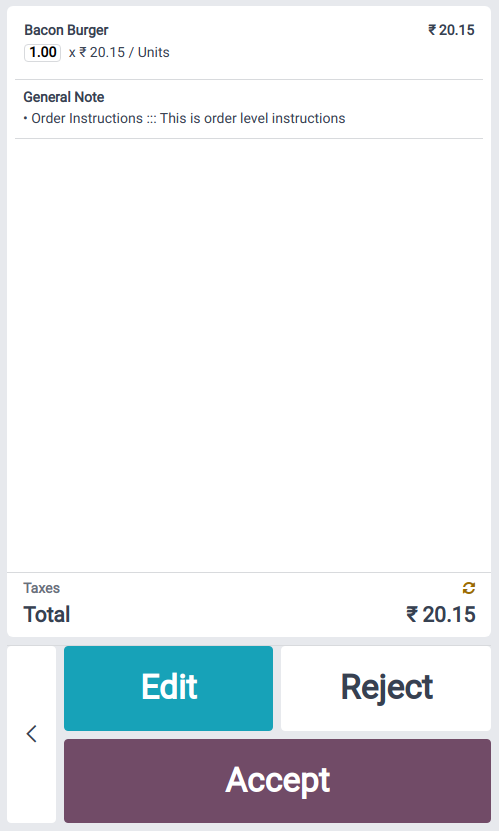 Bacon Burger ₹ 20.15
1.00 x ₹ 20.15 / Units
General Note
• Order Instructions ::: This is order level instructions
Taxes
Total ₹ 20.15
Edit Reject
Accept